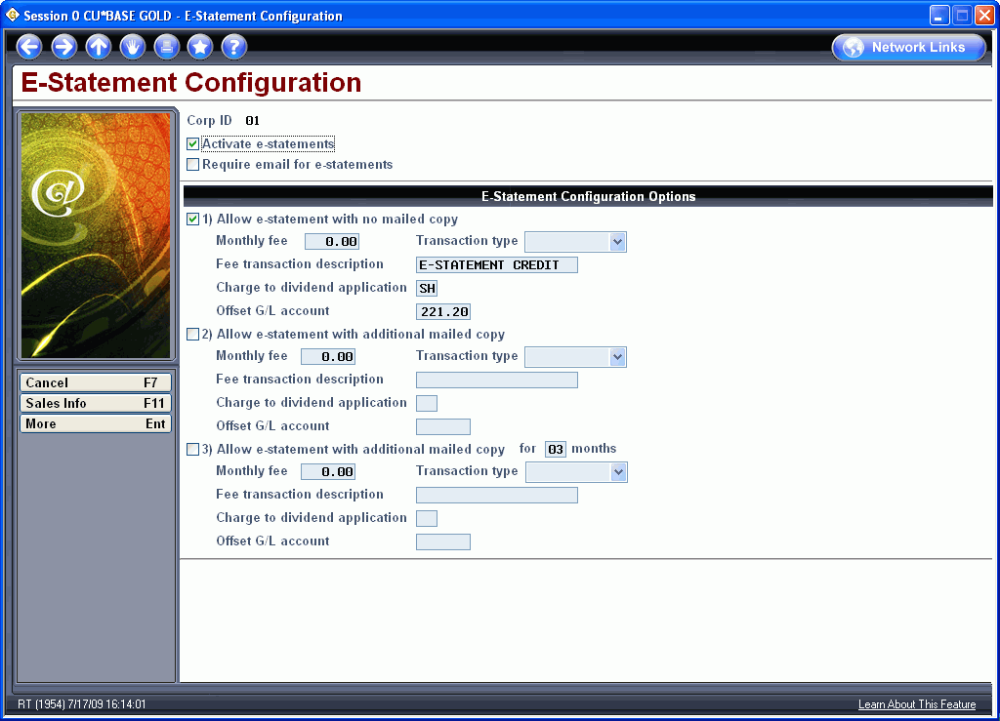 Session 0 CU*BASE GOLD - E-Statement Configuration
Network Links
E-Statement Configuration
@
Corp ID 01
Activate e-statements
Require email for e-statements
E-Statement Configuration Options
1) Allow e-statement with no mailed copy
Monthly fee 0.00 Transaction type
Fee transaction description E-STATEMENT CREDIT
Charge to dividend application SH
Offset G/L account 221.20
2) Allow e-statement with additional mailed copy
Monthly fee 0.00 Transaction type
Fee transaction description
Charge to dividend application
Offset G/L account
3) Allow e-statement with additional mailed copy for 03 months
Monthly fee 0.00 Transaction type
Fee transaction description
Charge to dividend application
Offset G/L account
Cancel F7
Sales Info F11
More Ent
RT (1954) 7/17/09 16:14:01
Learn About This Feature